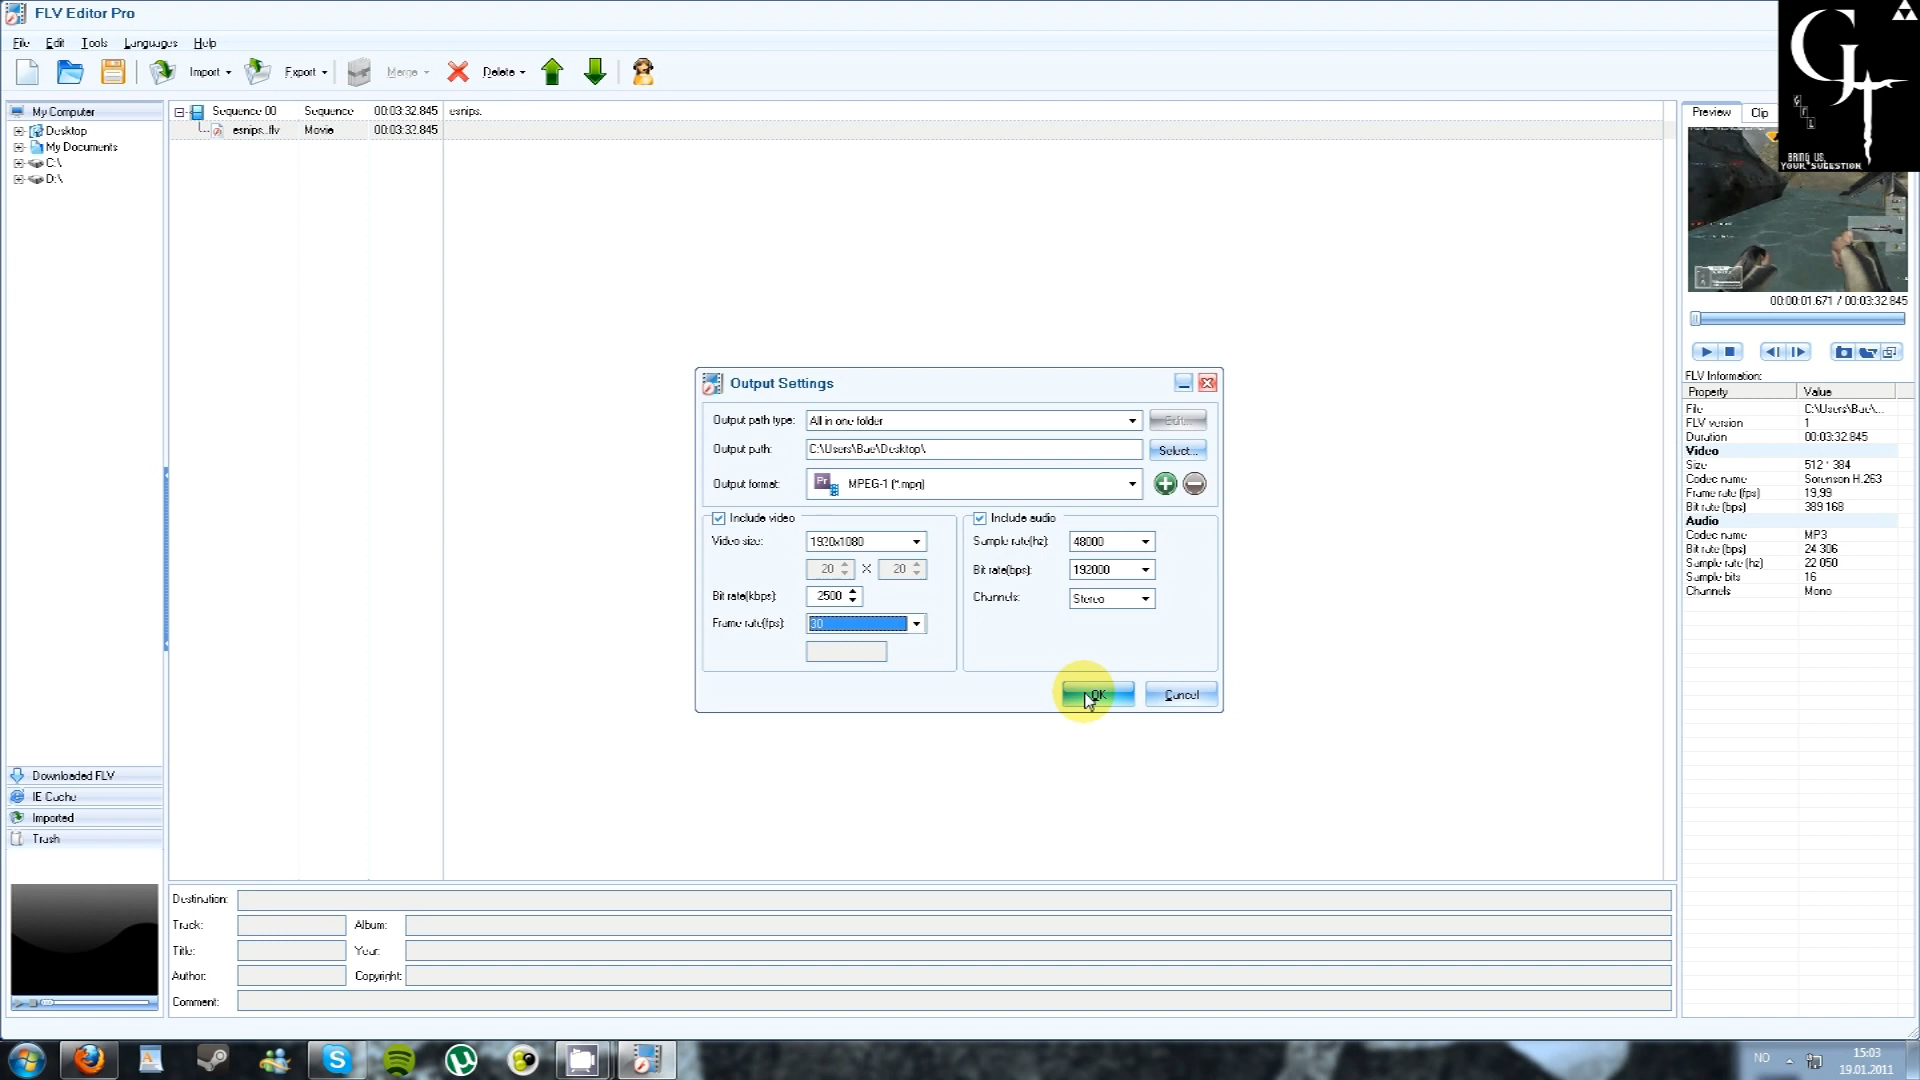 FLV Editor Pro
File Edit Tools Languages Help
Import Export Merge Delete
My Computer
Desktop
My Documents
C:\
D:\
Sequence 00 Sequence 00:03:32.845 esnips.
esnips..flv Movie 00:03:32.845
Preview Clip
BRING US
YOUR SUGESTION
00:00:01.671 / 00:03:32.845
FLV Information:
Property Value
File C:\Users\Bae\...
FLV version 1
Duration 00:03:32.845
Video
Size 512 * 384
Codec name Sorenson H.263
Frame rate (fps) 19,99
Bit rate (bps) 389 168
Audio
Codec name MP3
Bit rate (bps) 24 306
Sample rate (hz) 22 050
Sample bits 16
Channels Mono
Output Settings
Output path type: All in one folder Edit...
Output path: C:\Users\Bae\Desktop\ Select...
Output format: Pr MPEG-1 (*.mpg)
Include video
Video size: 1920x1080
20 X 20
Bit rate(kbps): 2500
Frame rate(fps): 30
Include audio
Sample rate(hz): 48000
Bit rate(bps): 192000
Channels: Stereo
OK Cancel
Downloaded FLV
IE Cache
Imported
Trash
Destination:
Track: Album:
Title: Year:
Author: Copyright:
Comment:
NO
15:03
19.01.2011